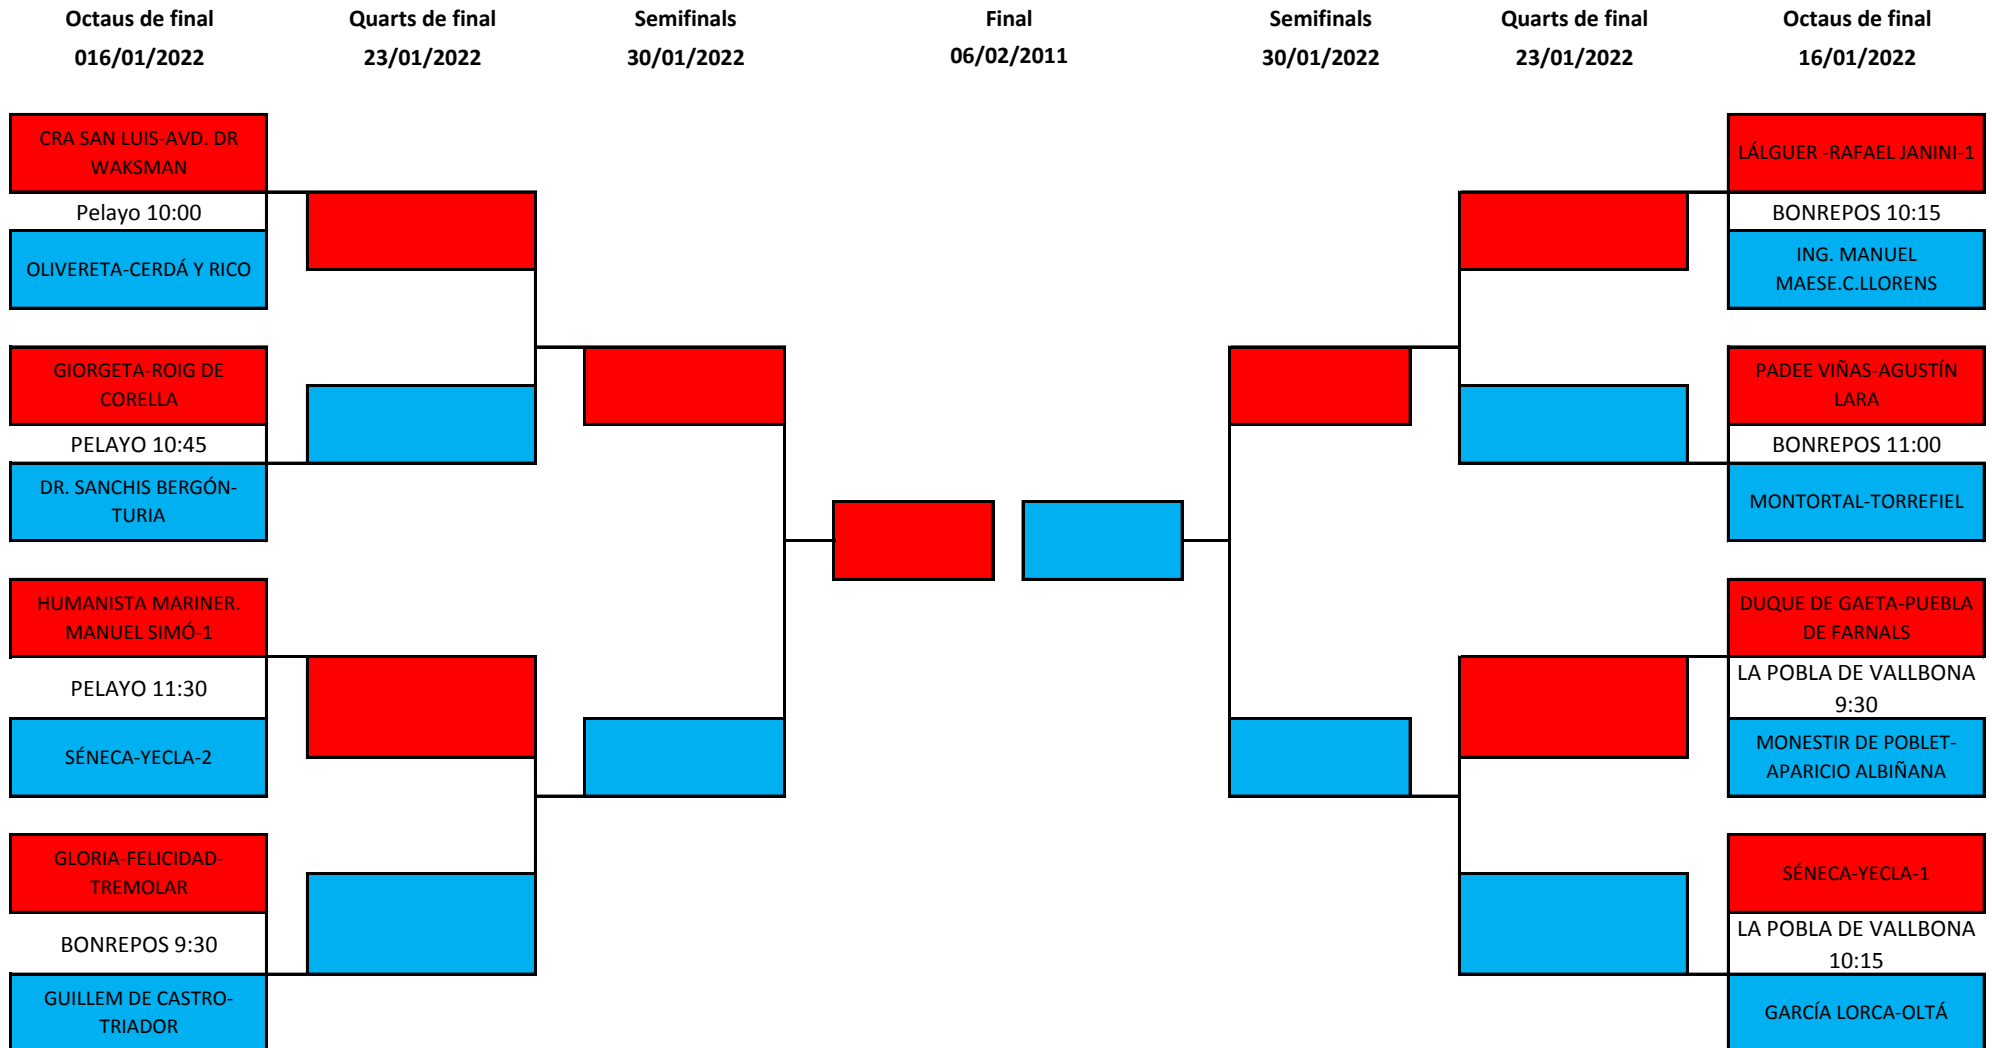 Octaus de final
Quarts de final
Semifinals
Final
Semifinals
Quarts de final
Octaus de final
016/01/2022
23/01/2022
30/01/2022
06/02/2011
30/01/2022
23/01/2022
16/01/2022
CRA SAN LUIS-AVD. DR
WAKSMAN
Pelayo 10:00
OLIVERETA-CERDÁ Y RICO
GIORGETA-ROIG DE
CORELLA
PELAYO 10:45
DR. SANCHIS BERGÓN-
TURIA
HUMANISTA MARINER.
MANUEL SIMÓ-1
PELAYO 11:30
SÉNECA-YECLA-2
GLORIA-FELICIDAD-
TREMOLAR
BONREPOS 9:30
GUILLEM DE CASTRO-
TRIADOR
LÁLGUER -RAFAEL JANINI-1
BONREPOS 10:15
ING. MANUEL
MAESE.C.LLORENS
PADEE VIÑAS-AGUSTÍN
LARA
BONREPOS 11:00
MONTORTAL-TORREFIEL
DUQUE DE GAETA-PUEBLA
DE FARNALS
LA POBLA DE VALLBONA
9:30
MONESTIR DE POBLET-
APARICIO ALBIÑANA
SÉNECA-YECLA-1
LA POBLA DE VALLBONA
10:15
GARCÍA LORCA-OLTÁ